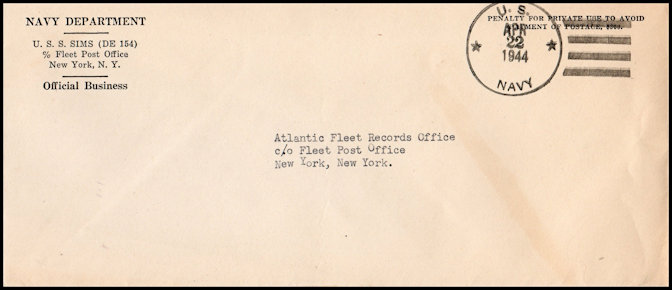 NAVY DEPARTMENT
U. S. S. SIMS (DE 154)
% Fleet Post Office
New York, N. Y.
Official Business
PENALTY FOR PRIVATE USE TO AVOID
PAYMENT OF POSTAGE, $300.
U. S.
APR
22
1944
NAVY
Atlantic Fleet Records Office
c/o Fleet Post Office
New York, New York.